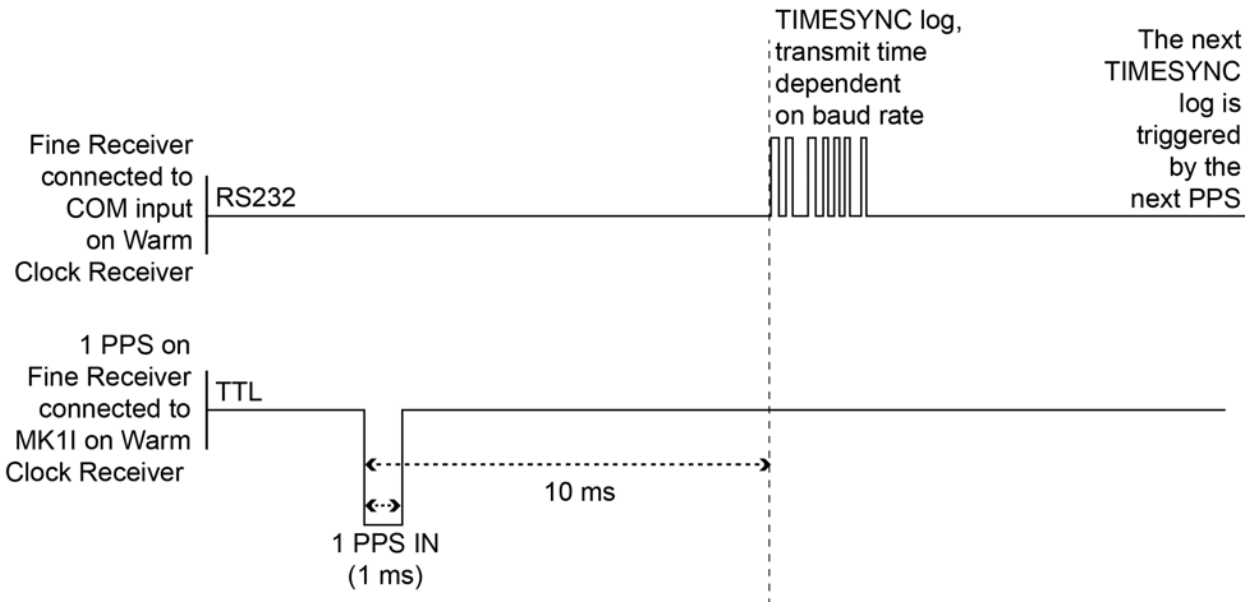 TIMESYNC log,
transmit time
dependent
on baud rate
The next
TIMESYNC
log is
triggered
by the
next PPS
Fine Receiver
connected to
COM input
on Warm
Clock Receiver
RS232
1 PPS on
Fine Receiver
connected to
MK1I on Warm
Clock Receiver
TTL
10 ms
1 PPS IN
(1 ms)